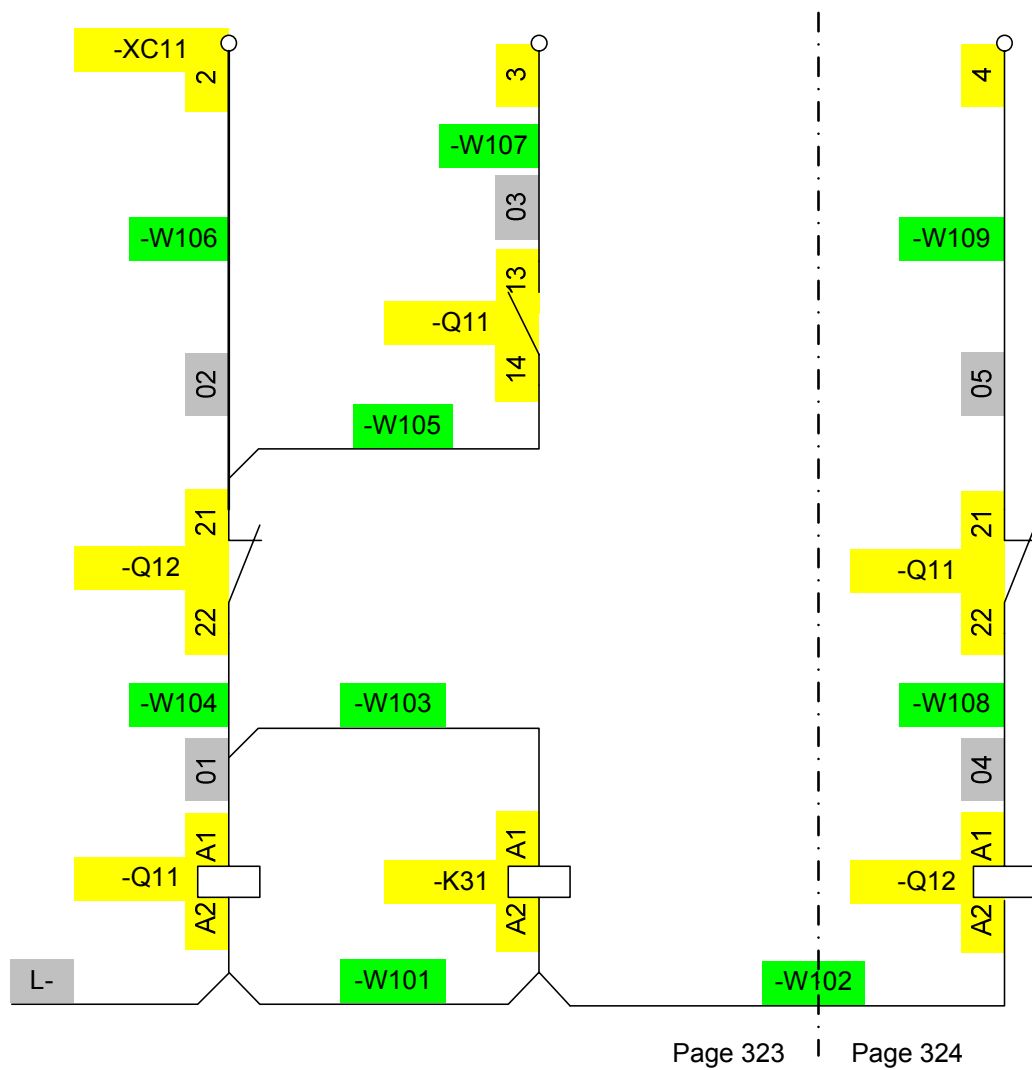 -XC11
2
3
4
-W107
03
-W106
-W109
13
-Q11
14
02
05
-W105
21
-Q12
22
21
-Q11
22
-W104
-W103
-W108
01
04
A1
-Q11
A2
A1
-K31
A2
A1
-Q12
A2
L-
-W101
-W102
Page 323
Page 324